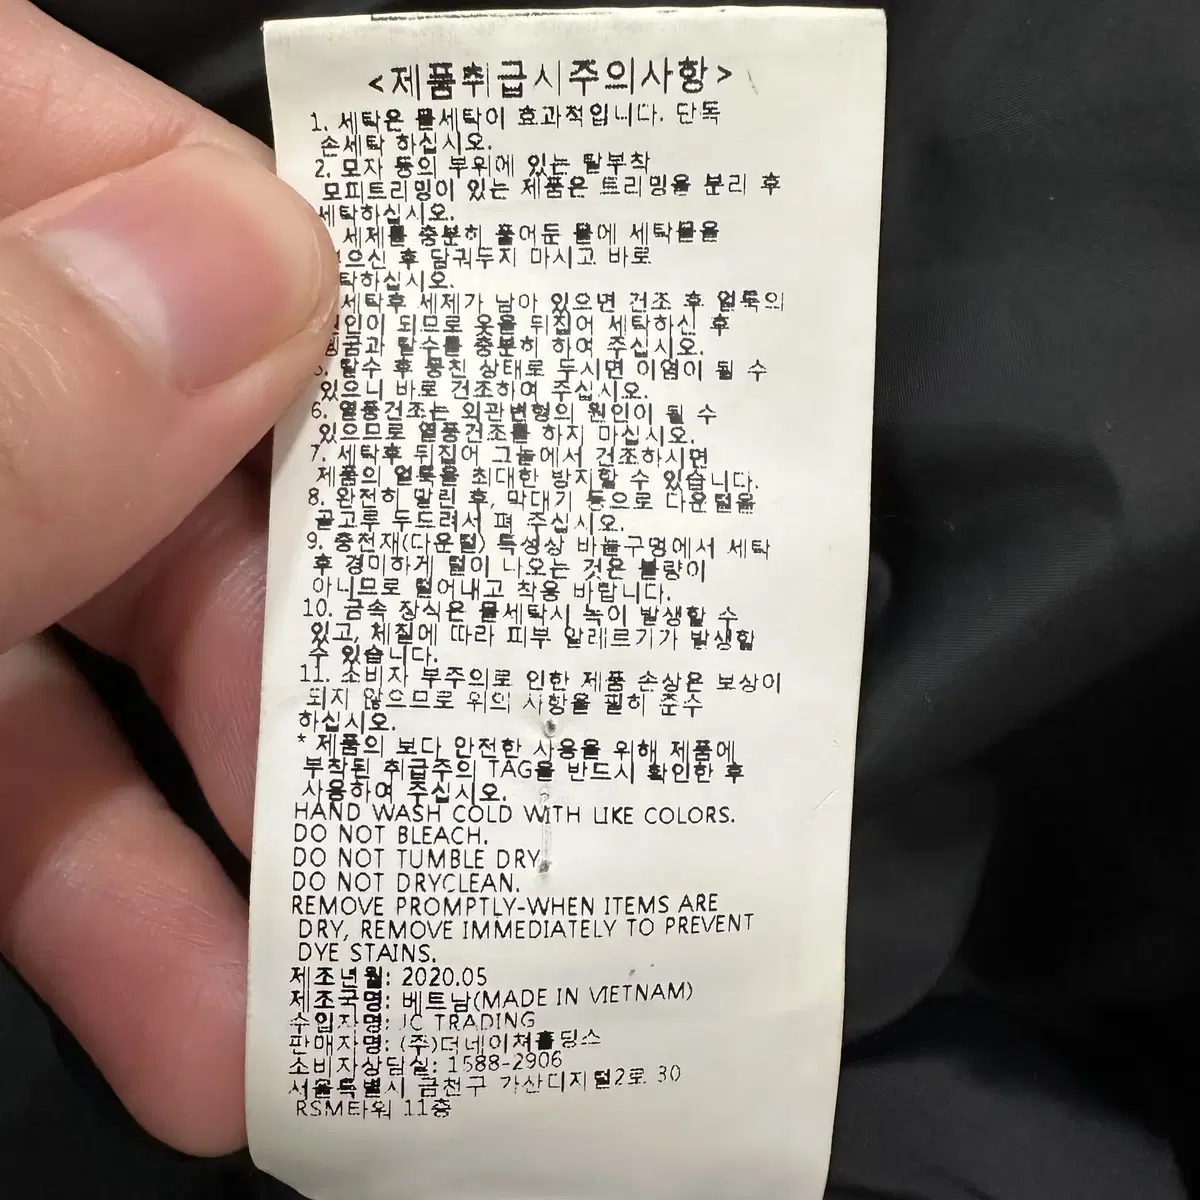 <제품취급시주의사항>
1. 세탁은 물세탁이 효과적입니다. 단독
손세탁 하십시오.
2. 모자 등의 부위에 있는 탈부착
모피트리밍이 있는 제품은 트리밍을 분리 후
세탁하십시오.
세제를 충분히 풀어둔 물에 세탁물을
으신 후 담궈두지 마시고 바로
탁하십시오.
세탁후 세제가 남아 있으면 건조 후 얼룩의
인이 되므로 옷을 뒤집어 세탁하신 후
헹굼과 탈수를 충분히 하여 주십시오.
5. 탈수 후 뭉친 상태로 두시면 이염이 될 수
있으니 바로 건조하여 주십시오.
6. 열풍건조는 외관변형의 원인이 될 수
있으므로 열풍건조를 하지 마십시오.
7. 세탁후 뒤집어 그늘에서 건조하시면
제품의 얼룩을 최대한 방지할 수 있습니다.
8. 완전히 말린 후, 막대기 등으로 다운털을
골고루 두드려서 펴 주십시오.
9. 충전재(다운털) 특성상 바늘구멍에서 세탁
후 경미하게 털이 나오는 것은 불량이
아니므로 털어내고 착용 바랍니다.
10. 금속 장식은 물세탁시 녹이 발생할 수
있고, 체질에 따라 피부 알레르기가 발생할
수 있습니다.
11. 소비자 부주의로 인한 제품 손상은 보상이
되지 않으므로 위의 사항을 필히 준수
하십시오.
* 제품의 보다 안전한 사용을 위해 제품에
부착된 취급주의 TAG을 반드시 확인한 후
사용하여 주십시오.
HAND WASH COLD WITH LIKE COLORS.
DO NOT BLEACH.
DO NOT TUMBLE DRY.
DO NOT DRYCLEAN.
REMOVE PROMPTLY-WHEN ITEMS ARE
DRY, REMOVE IMMEDIATELY TO PREVENT
DYE STAINS.
제조년월: 2020.05
제조국명: 베트남(MADE IN VIETNAM)
수입자명: JC TRADING
판매자명: (주)더네이쳐홀딩스
소비자상담실: 1588-2906
서울특별시 금천구 가산디지털2로 30
RSM타워 11층